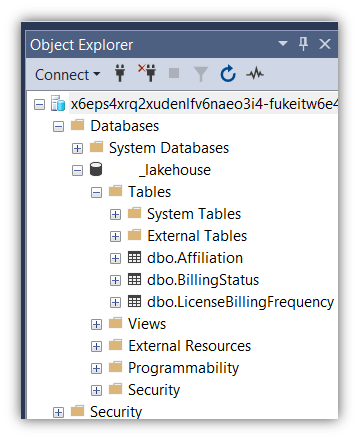 Object Explorer
Connect
x6eps4xrq2xudenlfv6naeo3i4-fukeitw6e4
Databases
System Databases
_lakehouse
Tables
System Tables
External Tables
dbo.Affiliation
dbo.BillingStatus
dbo.LicenseBillingFrequency
Views
External Resources
Programmability
Security
Security